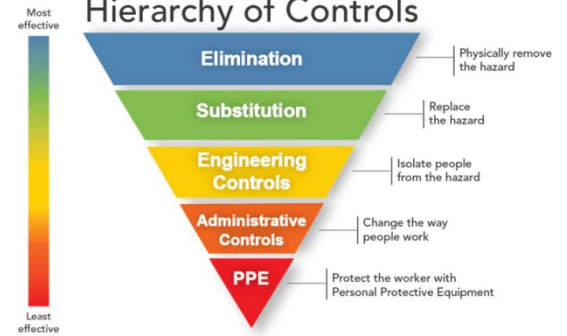 Hierarchy of Controls
Most
effective
Elimination
Physically remove
the hazard
Substitution
Replace
the hazard
Engineering
Controls
Isolate people
from the hazard
Administrative
Controls
Change the way
people work
PPE
Protect the worker with
Personal Protective Equipment
Least
effective